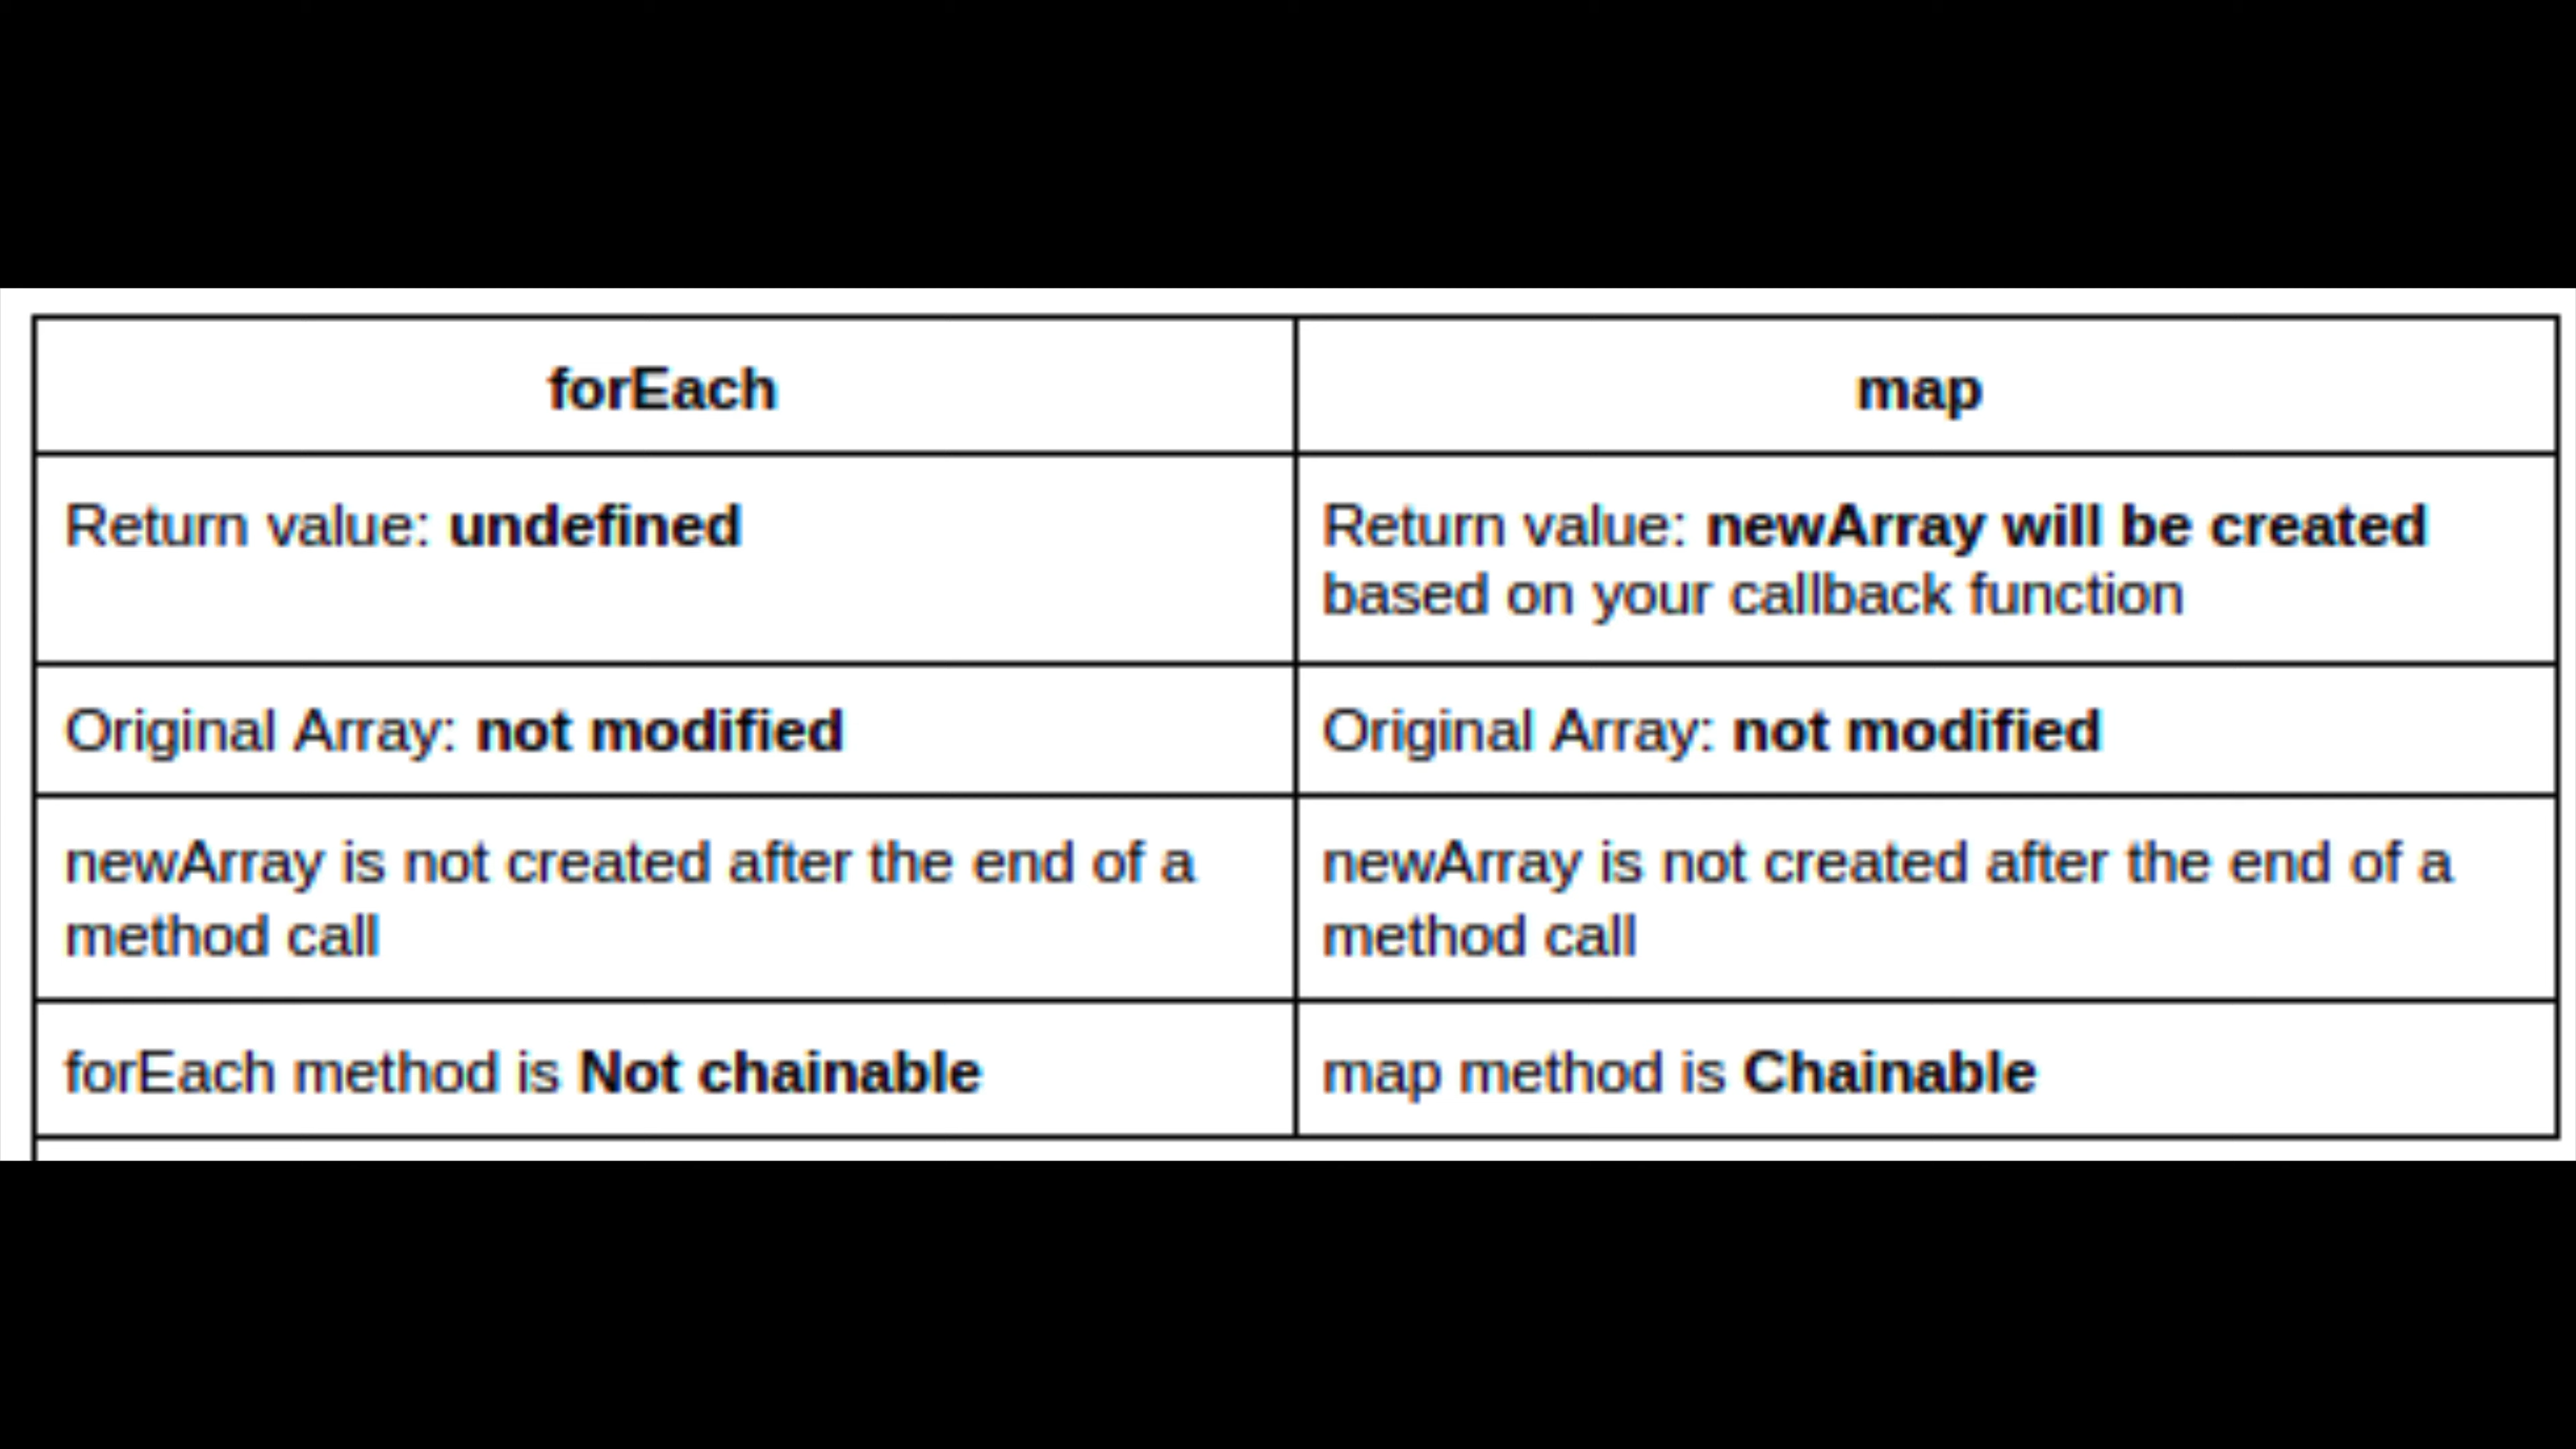 forEach
map
Return value: undefined
Return value: newArray will be created
based on your callback function
Original Array: not modified
Original Array: not modified
newArray is not created after the end of a
method call
newArray is not created after the end of a
method call
forEach method is Not chainable
map method is Chainable